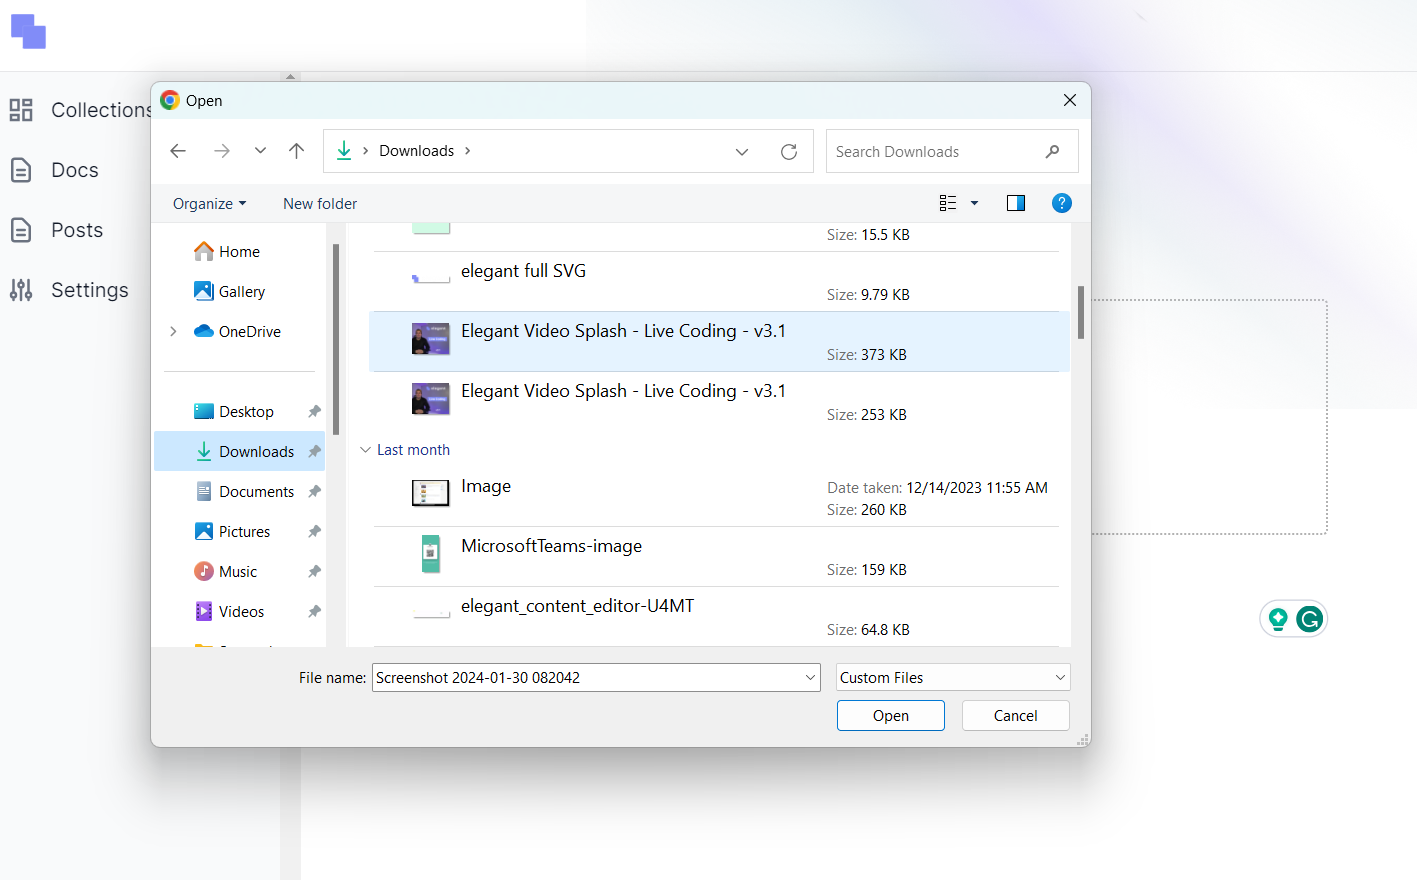 Collections
Docs
Posts
Settings
Open
Downloads
Search Downloads
Organize
New folder
?
Home
Gallery
OneDrive
Desktop
Downloads
Documents
Pictures
Music
Videos
Size: 15.5 KB
elegant full SVG
Size: 9.79 KB
Elegant Video Splash - Live Coding - v3.1
Size: 373 KB
Elegant Video Splash - Live Coding - v3.1
Size: 253 KB
Last month
Image
Date taken: 12/14/2023 11:55 AM
Size: 260 KB
MicrosoftTeams-image
Size: 159 KB
elegant_content_editor-U4MT
Size: 64.8 KB
File name: Screenshot 2024-01-30 082042
Custom Files
Open
Cancel